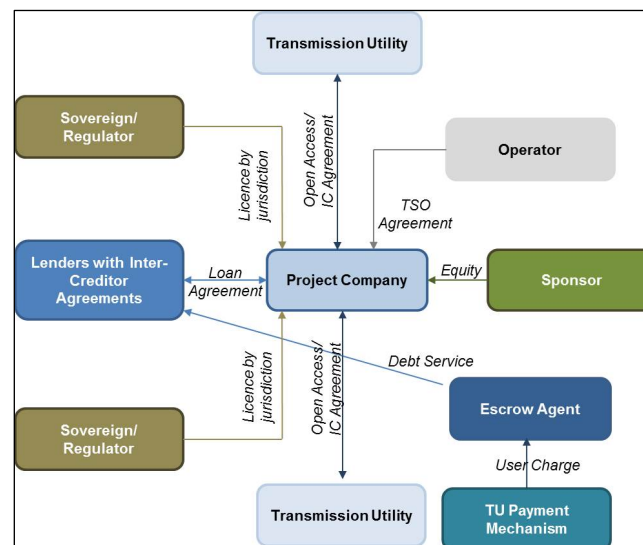 Transmission Utility
Sovereign/
Regulator
Operator
Licence by
jurisdiction
Open Access/
IC Agreement
TSO
Agreement
Lenders with Inter-
Creditor
Agreements
Loan
Agreement
Project Company
Equity
Sponsor
Licence by
jurisdiction
Open Access/
IC Agreement
Debt Service
Escrow Agent
Sovereign/
Regulator
User Charge
Transmission Utility
TU Payment
Mechanism